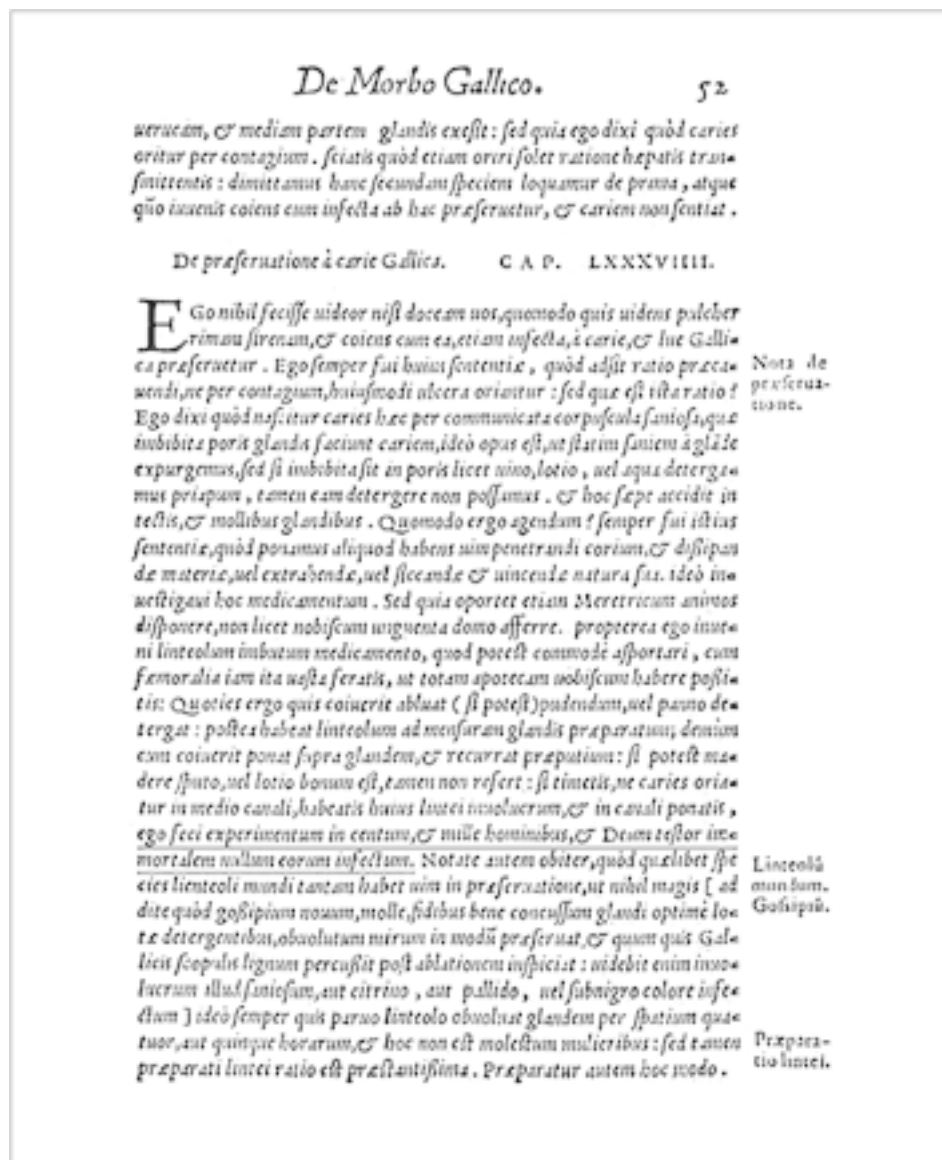 De Morbo Gallico.
52
uerucam, & mediam partem glandis exesit: sed quia ego dixi quòd caries
oritur per contagium. sciatis quòd etiam oriri solet ratione hæpatis tran-
smittentis: dimittamus hanc secundam speciem loquamur de prima, atque
quõ iuuenis coiens cum infecta ab hac præseruetur, & cariem non sentiat.
De præseruatione à carie Gallica. CAP. LXXXVIIII.
EGo nihil fecisse uideor nisi doceam uos, quomodo quis uidens pulcher
rimam sirenam, & coiens cum ea, etiam infecta, à carie, & lue Galli-
ca præseruetur. Ego semper fui huius sententiæ, quòd adsit ratio præca-
uendi, ne per contagium, huiusmodi ulcera oriantur: sed quæ est ista ratio?
Nota de
præserua-
tione.
Ego dixi quòd nascitur caries hæc per communicata corpuscula saniosa, quæ
imbibita poris glandis faciunt cariem, ideò opus est, ut statim saniem à glãde
expurgemus, sed si imbibita sit in poris licet uino, lotio, uel aqua deterga-
mus priapum, tamen eam detergere non possumus. & hoc sæpe accidit in
tectis, & mollibus glandibus. Quomodo ergo agendum? semper fui istius
sententiæ, quòd ponamus aliquod habens uim penetrandi corium, & dissipan
dæ materiæ, uel extrahendæ, uel siccandæ & uincendæ natura sua. ideò in-
uestigaui hoc medicamentum. Sed quia oportet etiam Meretricum animos
disponere, non licet nobiscum unguenta domo afferre. propterea ego inue-
ni linteolum imbutum medicamento, quod potest commodè asportari, cum
fæmoralia iam ita uasta feratis, ut totam apotecam uobiscum habere possi-
tis: Quoties ergo quis coiuerit abluat (si potest) pudendum, uel panno de-
tergat: postea habeat linteolum ad mensuram glandis præparatum; demum
cum coiuerit ponat supra glandem, & recurrat præputium: si potest ma-
dere sputo, uel lotio bonum est, tamen non refert: si timetis, ne caries oria-
tur in medio canali, habeatis huius lintei inuolucrum, & in canali ponatis,
ego feci experimentum in centum, & mille hominibus, & Deum testor im-
mortalem nullum eorum infectum. Notate autem obiter, quòd quælibet spe
cies lienteoli mundi tantam habet uim in præseruatione, ut nihil magis [ ad
dite quòd gossipium nouum, molle, fidibus bene concussum glandi optimè lo-
tæ detergentibus, obuolutum mirum in modũ præseruat, & quum quis Gal-
licis scopulis lignum percussit post ablationem inspiciat: uidebit enim inuo-
lucrum illud saniosum, aut citrino, aut pallido, uel subnigro colore infe-
ctum ] ideò semper quis paruo linteolo obuoluat glandem per spatium qua-
tuor, aut quinque horarum, & hoc non est molestum mulieribus: sed tamen
præparati lintei ratio est præstantissima. Præparatur autem hoc modo.
Linteolũ
mundum.
Gossipiũ.
Præpara-
tio lintei.